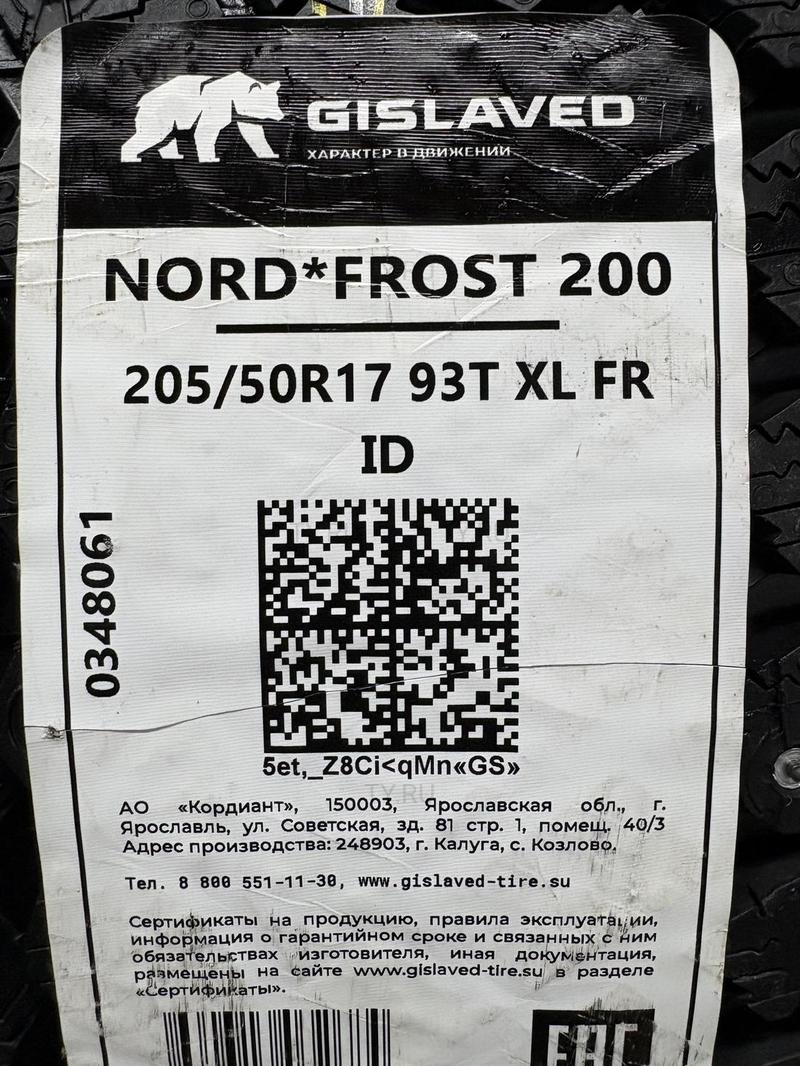 GISLAVED
ХАРАКТЕР В ДВИЖЕНИИ
NORD*FROST 200
205/50R17 93T XL FR
ID
0348061
5et,_Z8Ci<qMn«GS»
АО «Кордиант», 150003, Ярославская обл., г.
Ярославль, ул. Советская, зд. 81 стр. 1, помещ. 40/3
Адрес производства: 248903, г. Калуга, с. Козлово.
Тел. 8 800 551-11-30, www.gislaved-tire.su
Сертификаты на продукцию, правила эксплуатации,
информация о гарантийном сроке и связанных с ним
обязательствах изготовителя, иная документация,
размещены на сайте www.gislaved-tire.su в разделе
«Сертификаты».
EAC